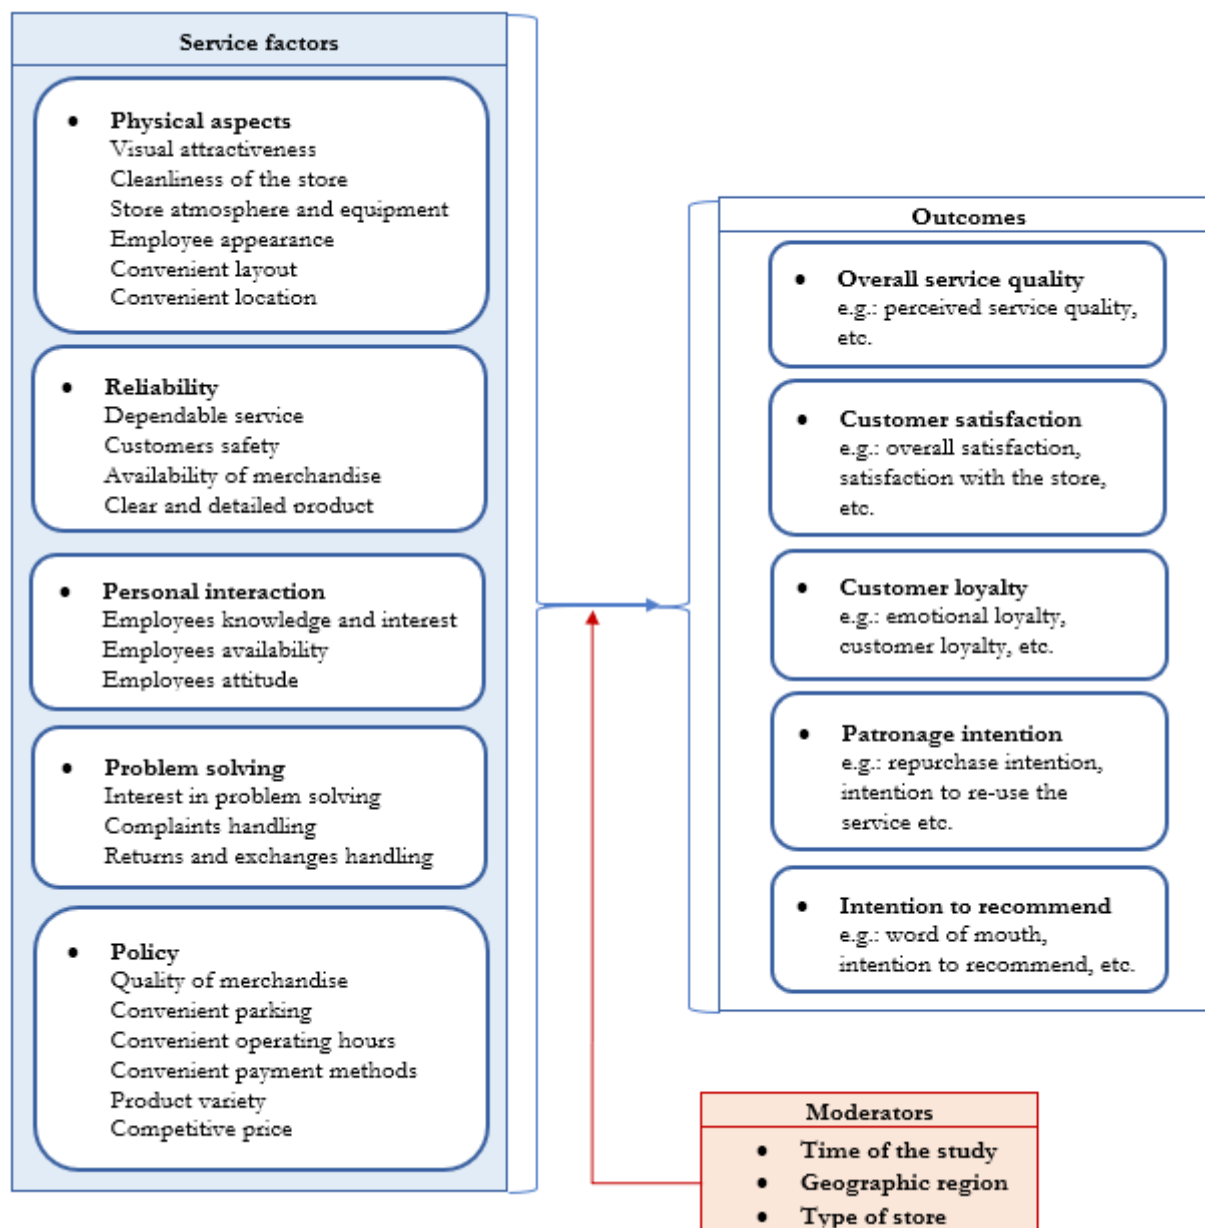 Service factors
• Physical aspects
Visual attractiveness
Cleanliness of the store
Store atmosphere and equipment
Employee appearance
Convenient layout
Convenient location
• Reliability
Dependable service
Customers safety
Availability of merchandise
Clear and detailed product
• Personal interaction
Employees knowledge and interest
Employees availability
Employees attitude
• Problem solving
Interest in problem solving
Complaints handling
Returns and exchanges handling
• Policy
Quality of merchandise
Convenient parking
Convenient operating hours
Convenient payment methods
Product variety
Competitive price
Outcomes
• Overall service quality
e.g.: perceived service quality,
etc.
• Customer satisfaction
e.g.: overall satisfaction,
satisfaction with the store,
etc.
• Customer loyalty
e.g.: emotional loyalty,
customer loyalty, etc.
• Patronage intention
e.g.: repurchase intention,
intention to re-use the
service etc.
• Intention to recommend
e.g.: word of mouth,
intention to recommend, etc.
Moderators
• Time of the study
• Geographic region
• Type of store